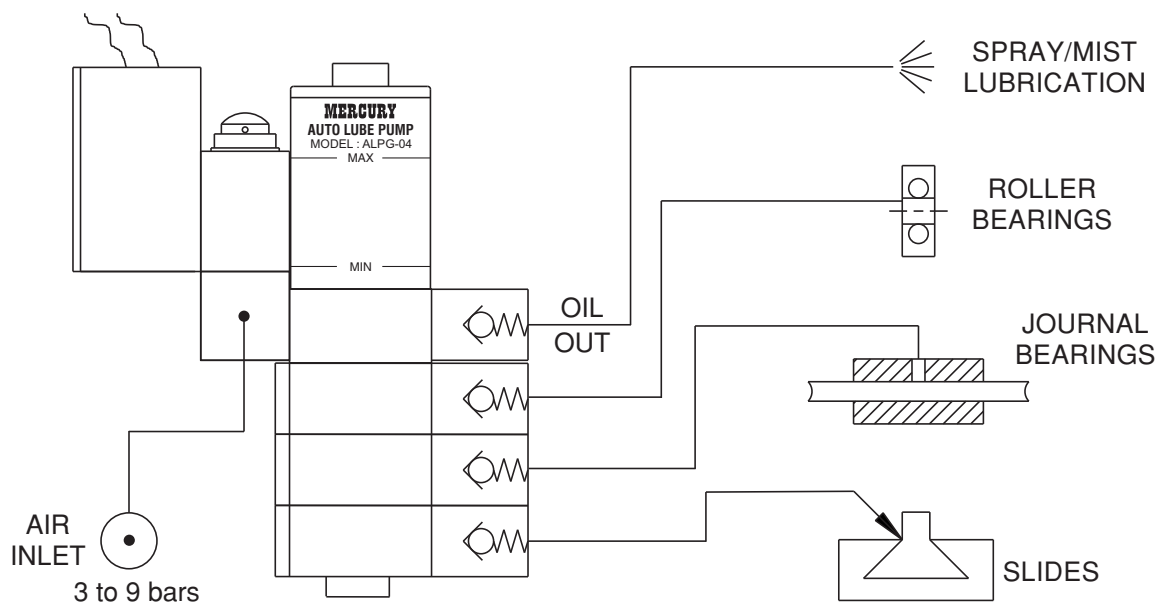 MERCURY
AUTO LUBE PUMP
MODEL : ALPG-04
MAX
MIN
OIL
OUT
SPRAY/MIST
LUBRICATION
ROLLER
BEARINGS
JOURNAL
BEARINGS
SLIDES
AIR
INLET
3 to 9 bars